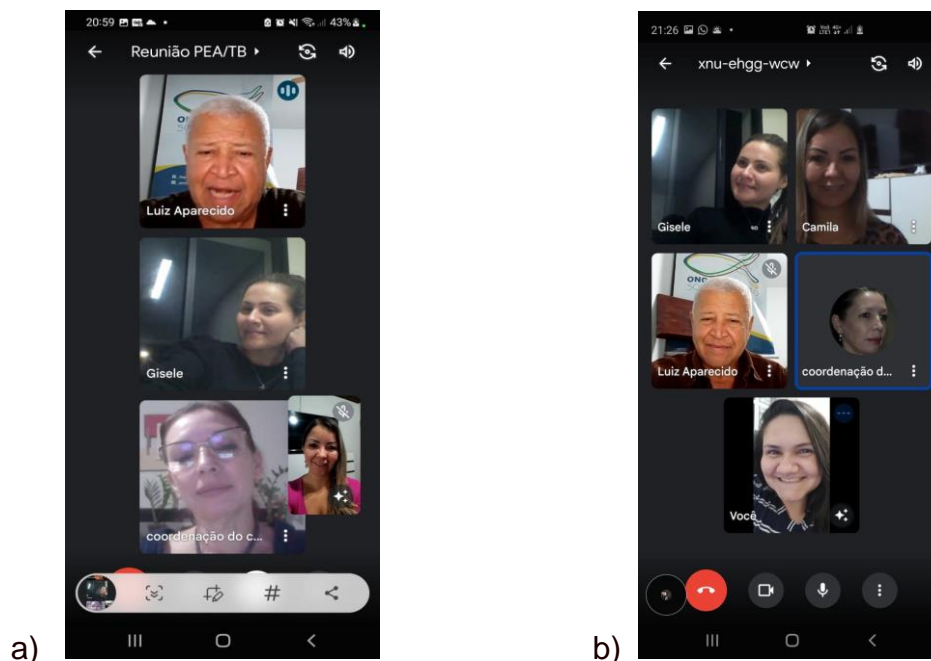 20:59 43%
Reunião PEA/TB
Luiz Aparecido
Gisele
coordenação do c...
#
a)
21:26
xnu-ehgg-wcw
Gisele
Camila
Luiz Aparecido
coordenação d...
Você
b)